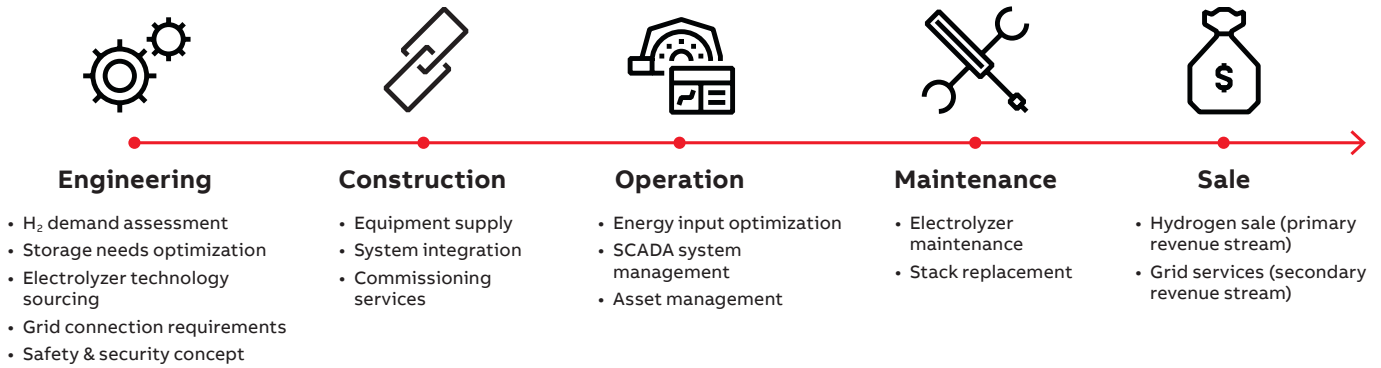 $
Engineering
• H₂ demand assessment
• Storage needs optimization
• Electrolyzer technology
sourcing
• Grid connection requirements
• Safety & security concept
Construction
• Equipment supply
• System integration
• Commissioning
services
Operation
• Energy input optimization
• SCADA system
management
• Asset management
Maintenance
• Electrolyzer
maintenance
• Stack replacement
Sale
• Hydrogen sale (primary
revenue stream)
• Grid services (secondary
revenue stream)